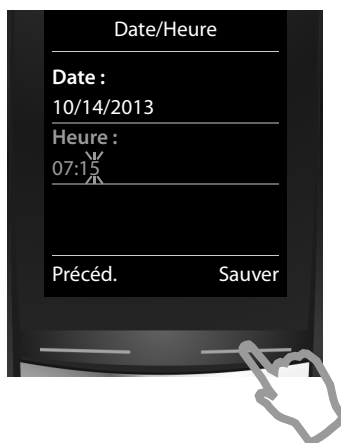 Date/Heure
Date :
10/14/2013
Heure :
07:15
Précéd. Sauver